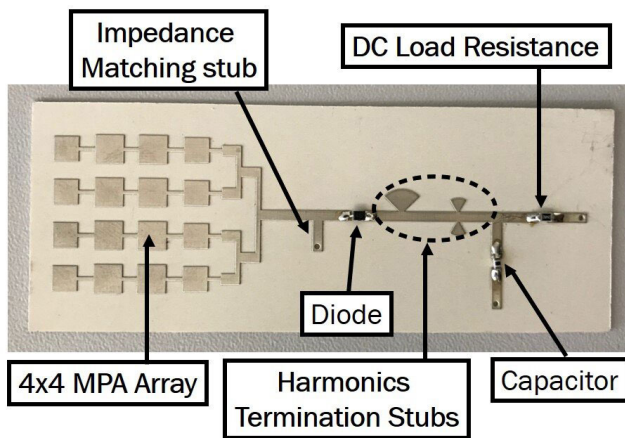 Impedance
Matching stub
DC Load Resistance
Diode
4x4 MPA Array
Harmonics
Termination Stubs
Capacitor